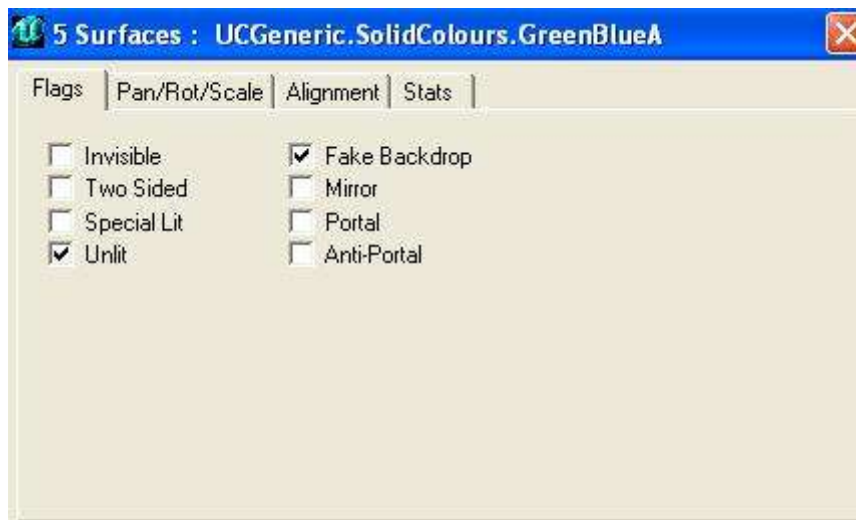 5 Surfaces : UCGeneric.SolidColours.GreenBlueA
Flags Pan/Rot/Scale Alignment Stats
Invisible Fake Backdrop
Two Sided Mirror
Special Lit Portal
Unlit Anti-Portal